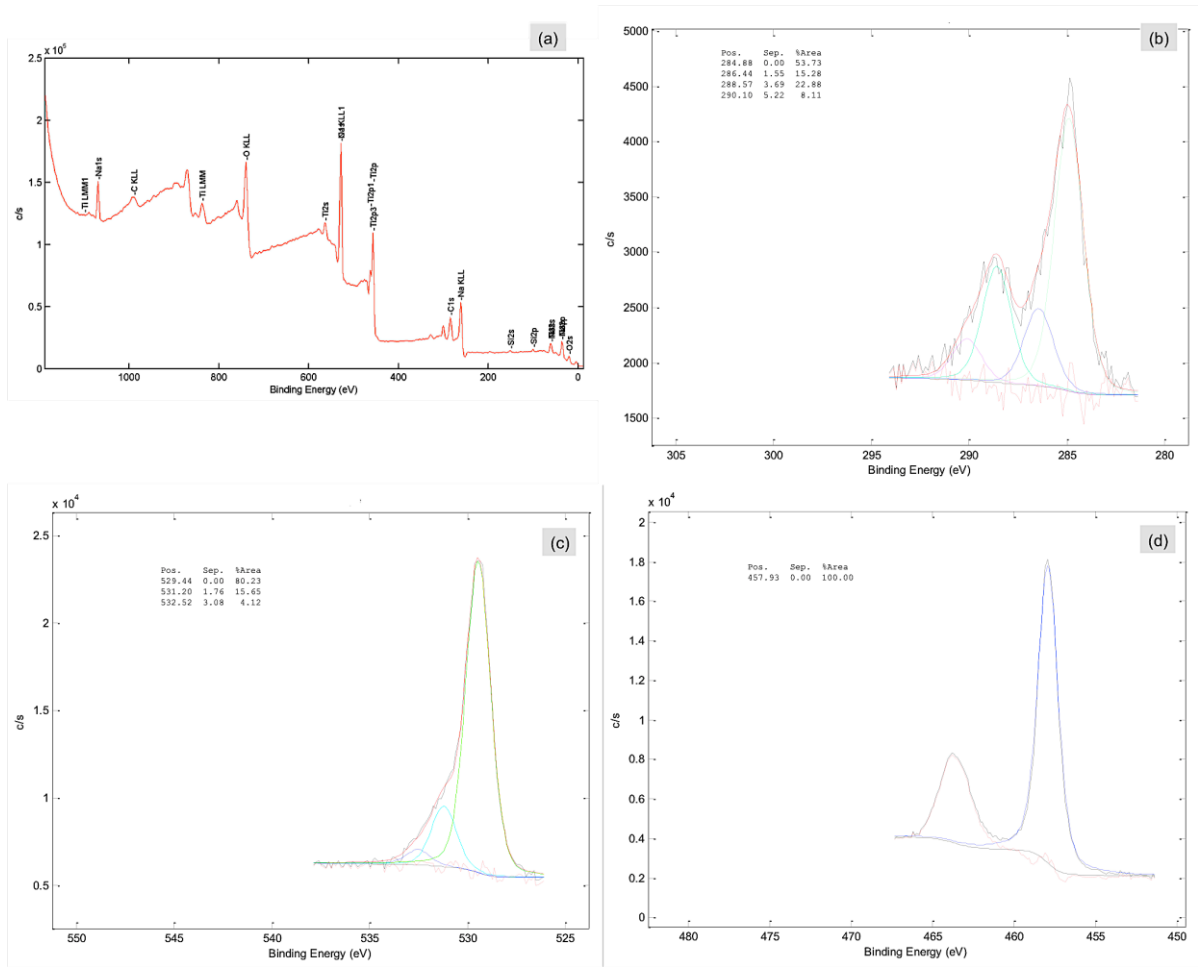 (a)
x 10⁵
2.5
2
1.5
1
0.5
0
c/s
-Ti LMM1
-Na1s
-C KLL
-Ti LMM
-O KLL
-Ti2s
KLL1
-Ti2p3
-Ti2p1
-Ti2p
-C1s
-Na KLL
-Si2s
-Si2p
-O2s
1000 800 600 400 200 0
Binding Energy (eV)
(b)
5000
4500
4000
3500
3000
2500
2000
1500
c/s
Pos. Sep. %Area
284.88 0.00 53.73
286.44 1.55 15.28
288.57 3.69 22.88
290.10 5.22 8.11
305 300 295 290 285 280
Binding Energy (eV)
(c)
x 10⁴
2.5
2
1.5
1
0.5
c/s
Pos. Sep. %Area
529.44 0.00 80.23
531.20 1.76 15.65
532.52 3.08 4.12
550 545 540 535 530 525
Binding Energy (eV)
(d)
x 10⁴
2
1.8
1.6
1.4
1.2
1
0.8
0.6
0.4
0.2
0
c/s
Pos. Sep. %Area
457.93 0.00 100.00
480 475 470 465 460 455 450
Binding Energy (eV)